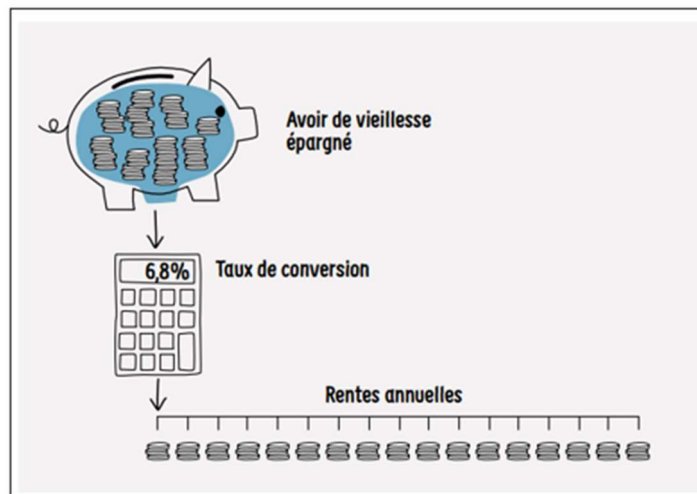 Avoir de vieillesse
épargné
6,8%
Taux de conversion
Rentes annuelles